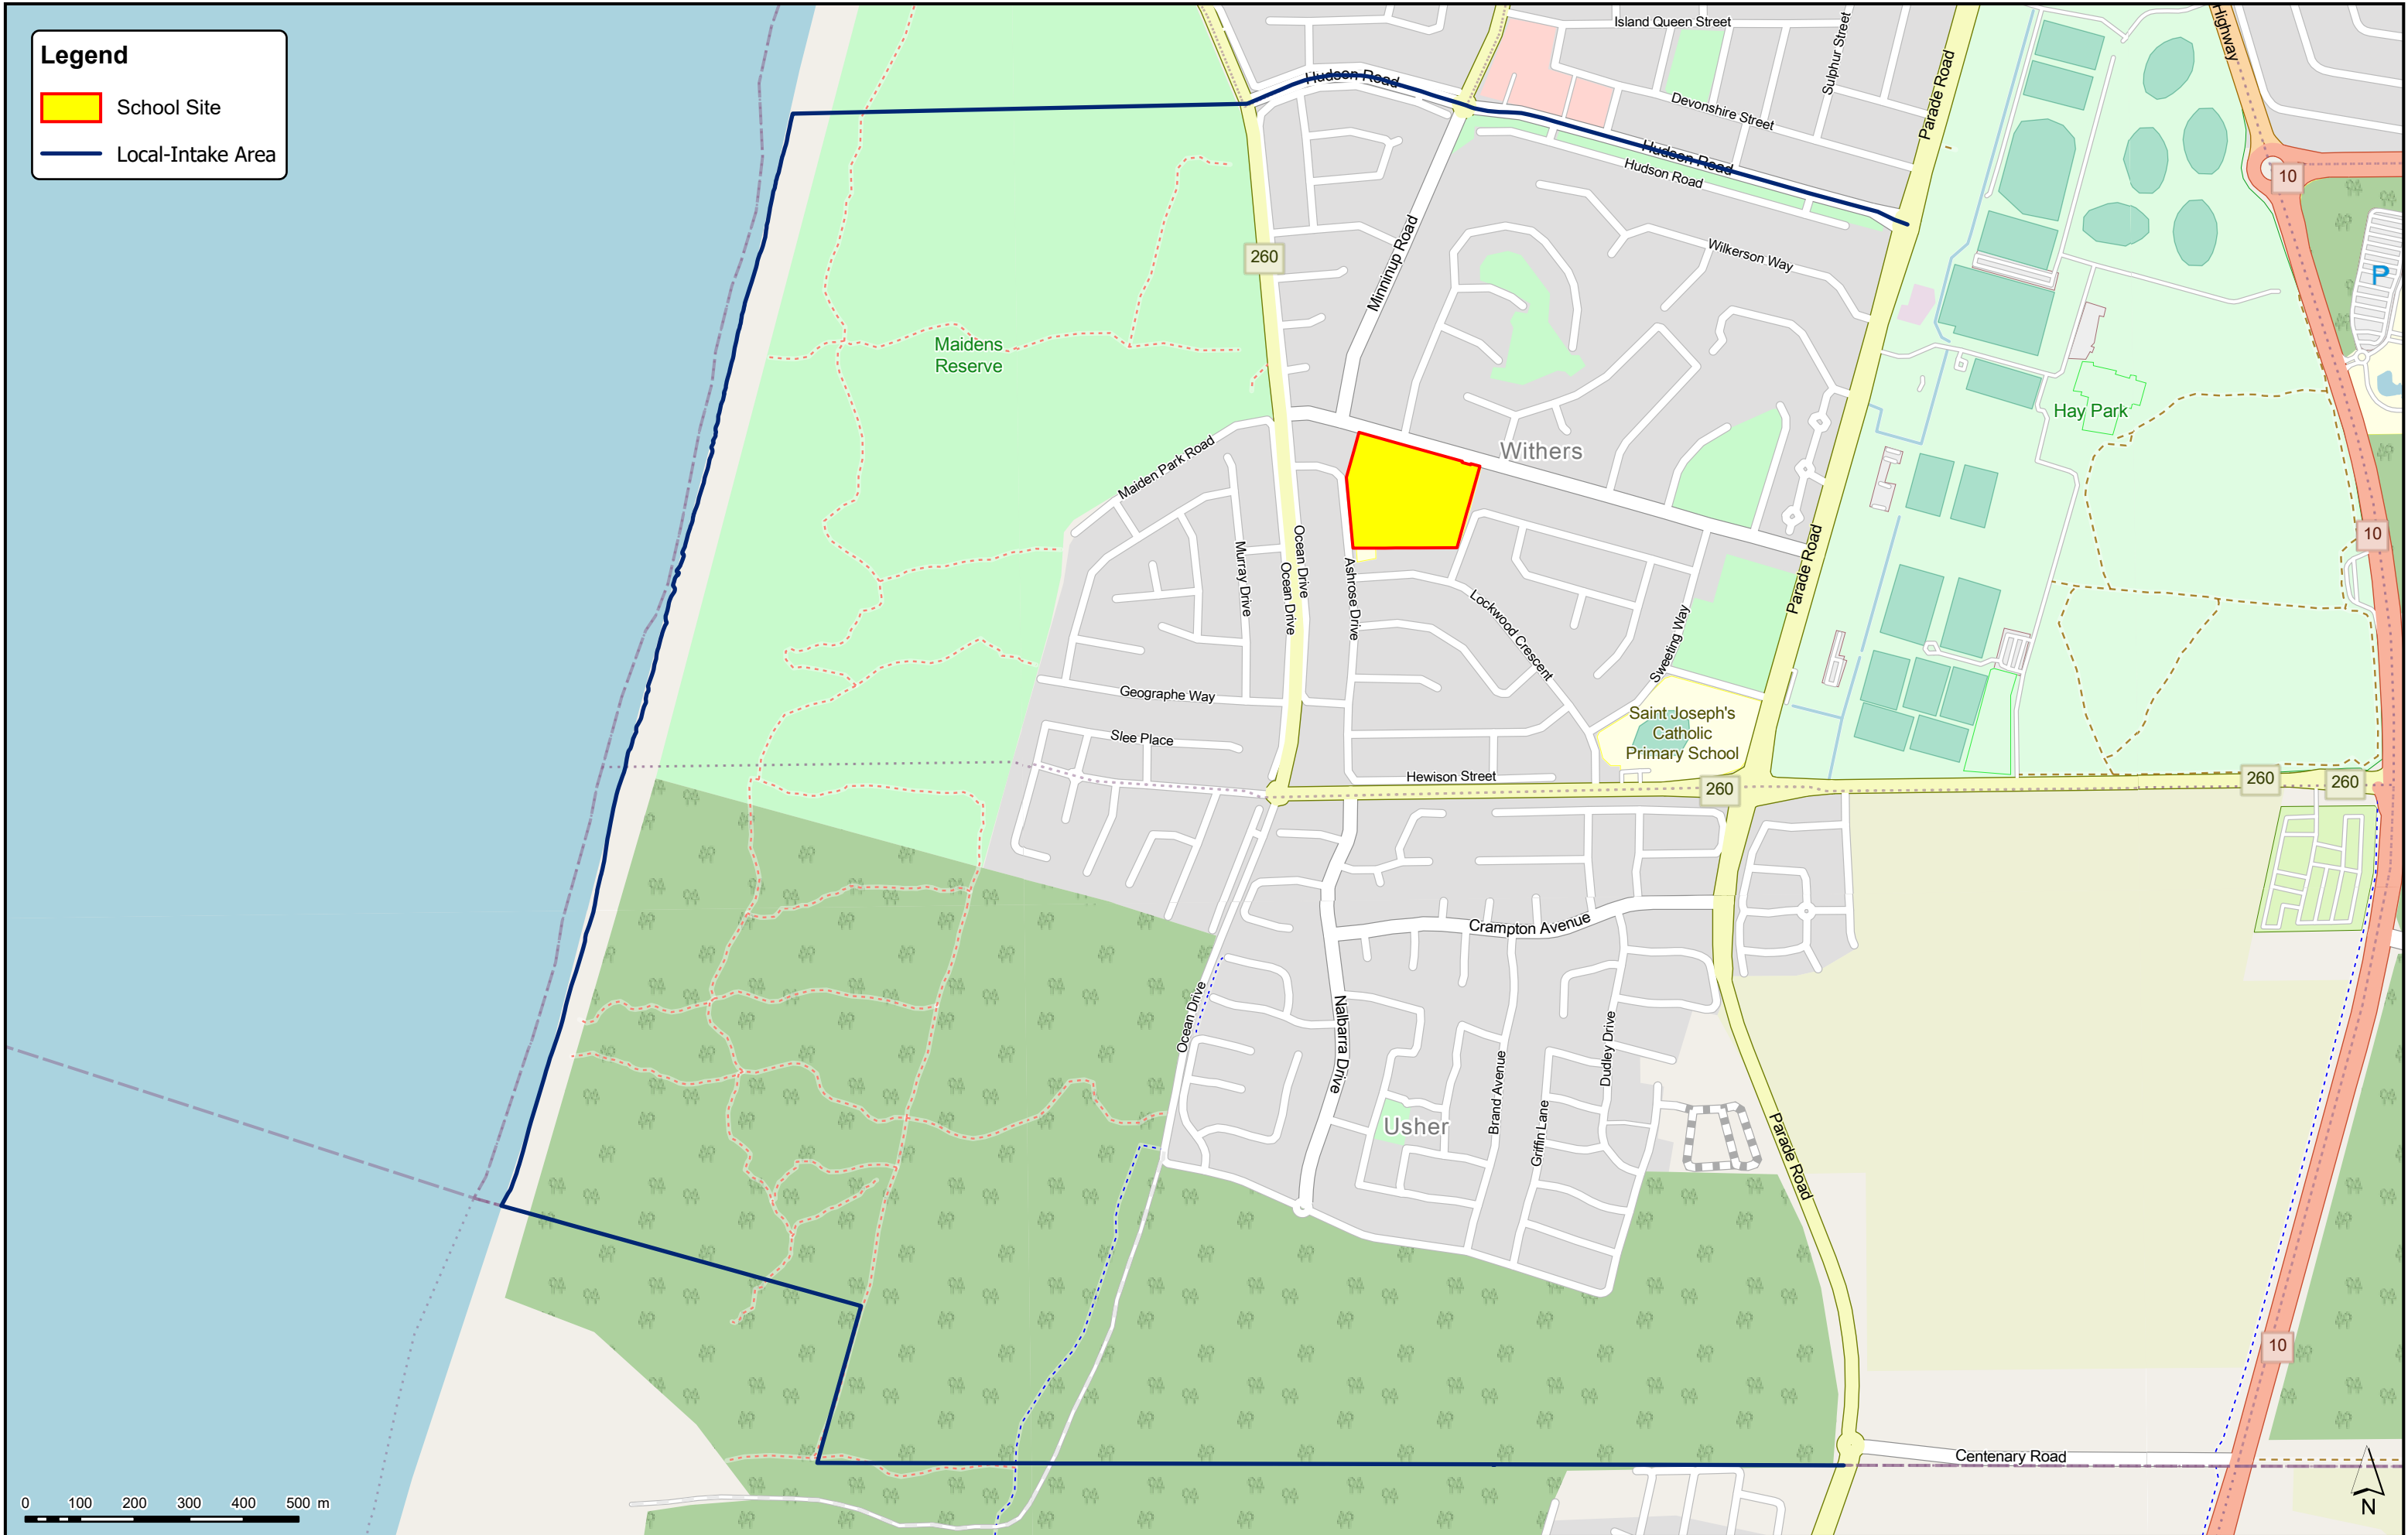 Legend
School Site
Local-Intake Area
Island Queen Street
Sulphur Street
Highway
Parade Road
Hudson Road
Devonshire Street
Hudson Road
Hudson Road
10
Minninup Road
Wilkerson Way
260
P
Maidens
Reserve
Hay Park
Maiden Park Road
Withers
10
Ocean Drive
Ocean Drive
Murray Drive
Ashrose Drive
Parade Road
Lockwood Crescent
Sweeting Way
Geographe Way
Slee Place
Saint Joseph's
Catholic
Primary School
Hewison Street
260
260
260
Crampton Avenue
Ocean Drive
Nalbarra Drive
Dudley Drive
Brand Avenue
Griffin Lane
Usher
Parade Road
10
Centenary Road
0 100 200 300 400 500 m
N